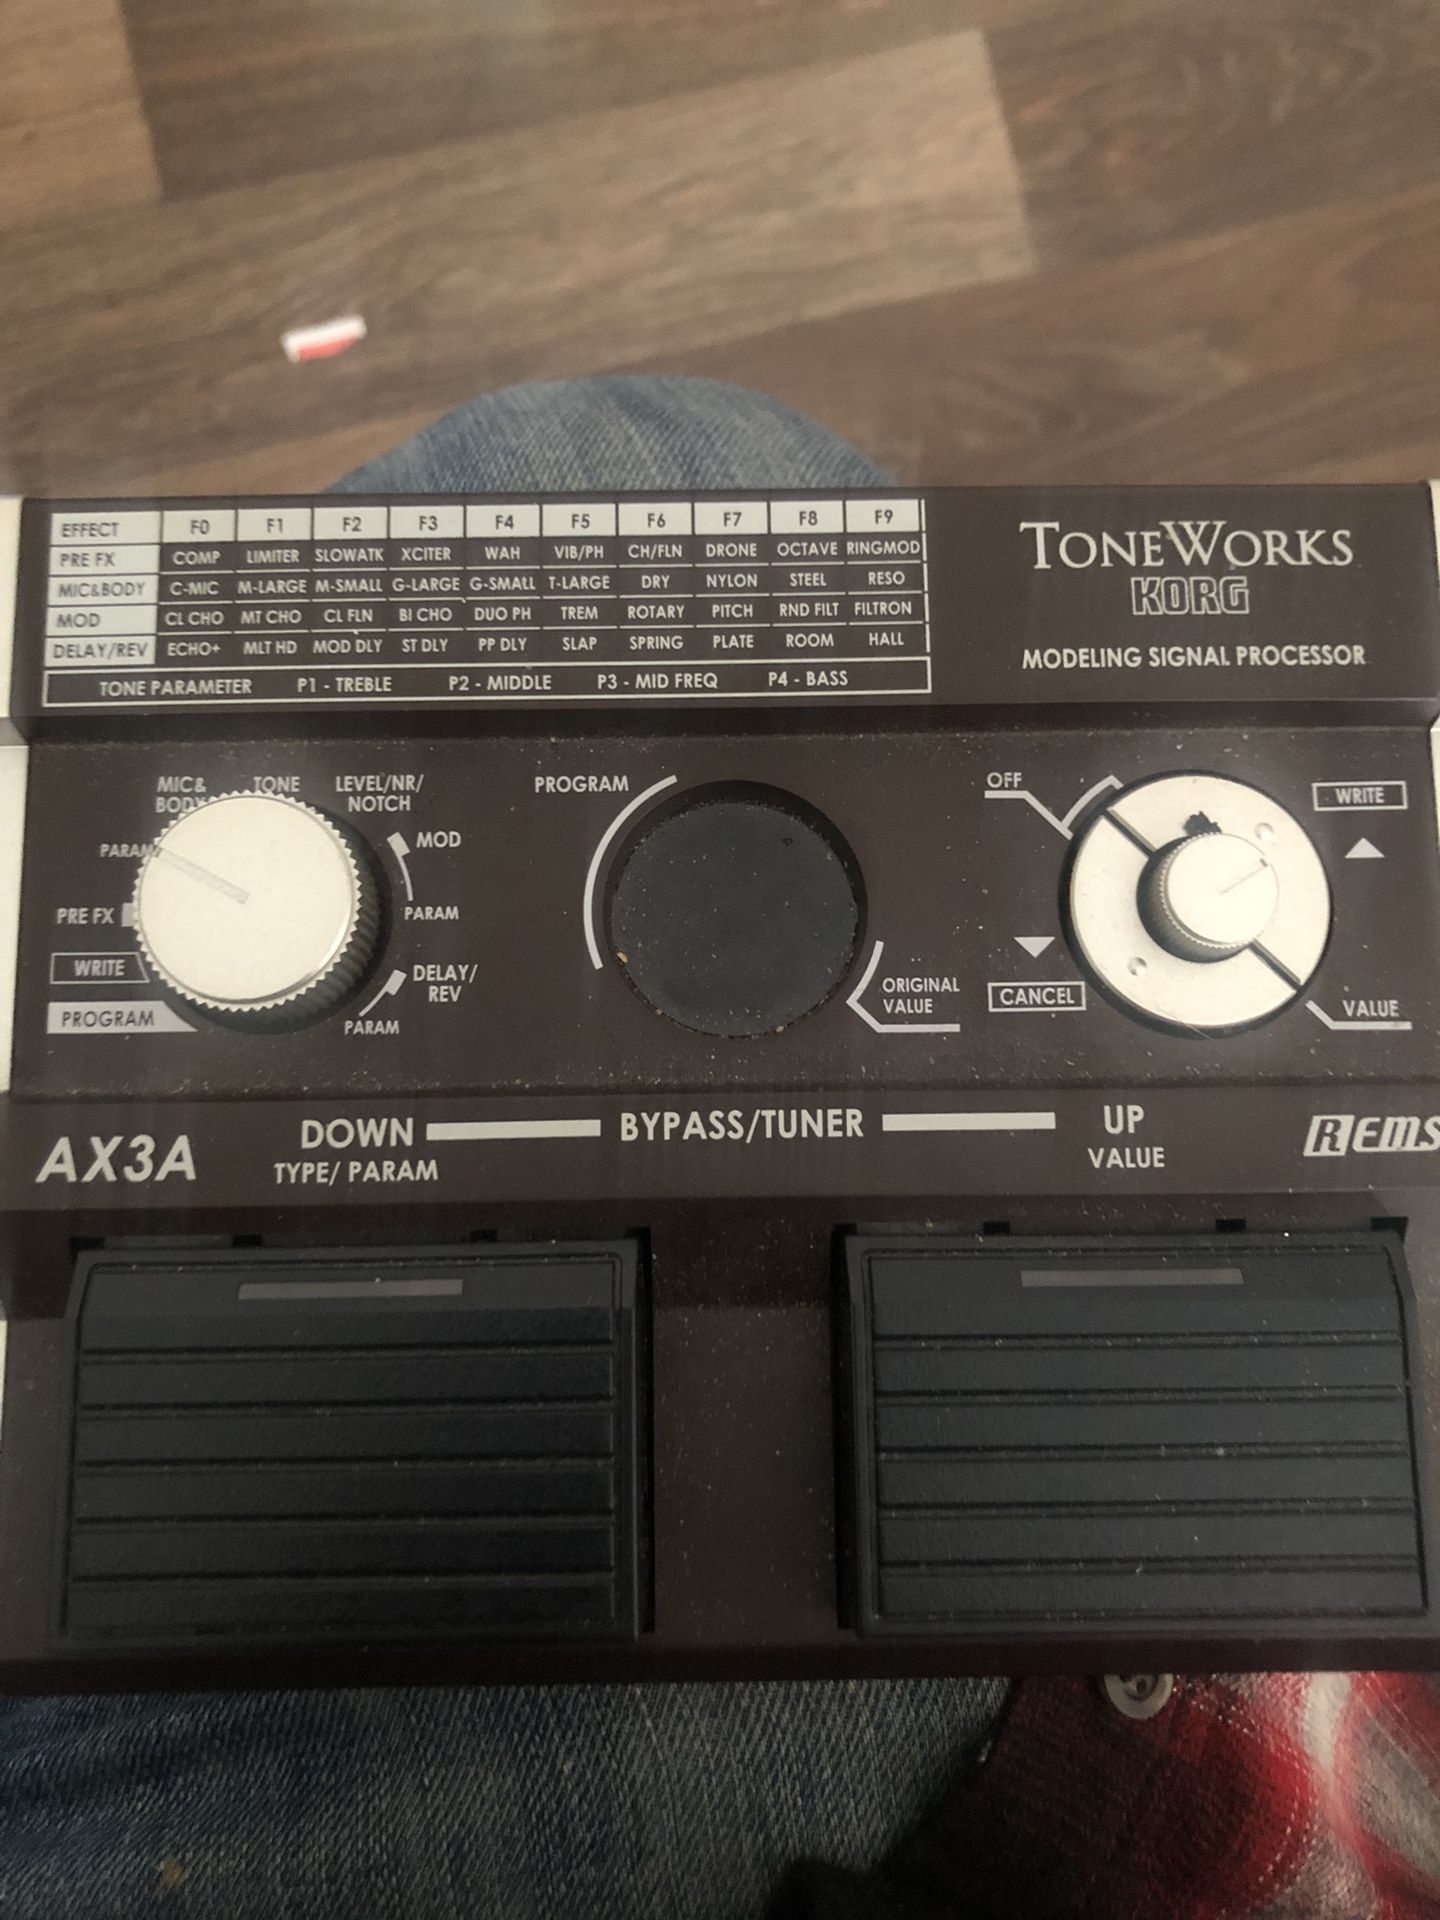 EFFECT F0 F1 F2 F3 F4 F5 F6 F7 F8 F9
PRE FX COMP LIMITER SLOWATK XCITER WAH VIB/PH CH/FLN DRONE OCTAVE RINGMOD
MIC&BODY C-MIC M-LARGE M-SMALL G-LARGE G-SMALL T-LARGE DRY NYLON STEEL RESO
MOD CL CHO MT CHO CL FLN BI CHO DUO PH TREM ROTARY PITCH RND FILT FILTRON
DELAY/REV ECHO+ MLT HD MOD DLY ST DLY PP DLY SLAP SPRING PLATE ROOM HALL
TONE PARAMETER P1 - TREBLE P2 - MIDDLE P3 - MID FREQ P4 - BASS
TONEWORKS
KORG
MODELING SIGNAL PROCESSOR
MIC&
BODY
TONE
LEVEL/NR/
NOTCH
PARAM
MOD
PARAM
PRE FX
WRITE
PROGRAM
DELAY/
REV
PARAM
PROGRAM
ORIGINAL
VALUE
OFF
WRITE
CANCEL
VALUE
AX3A
DOWN
TYPE/ PARAM
BYPASS/TUNER
UP
VALUE
REMS